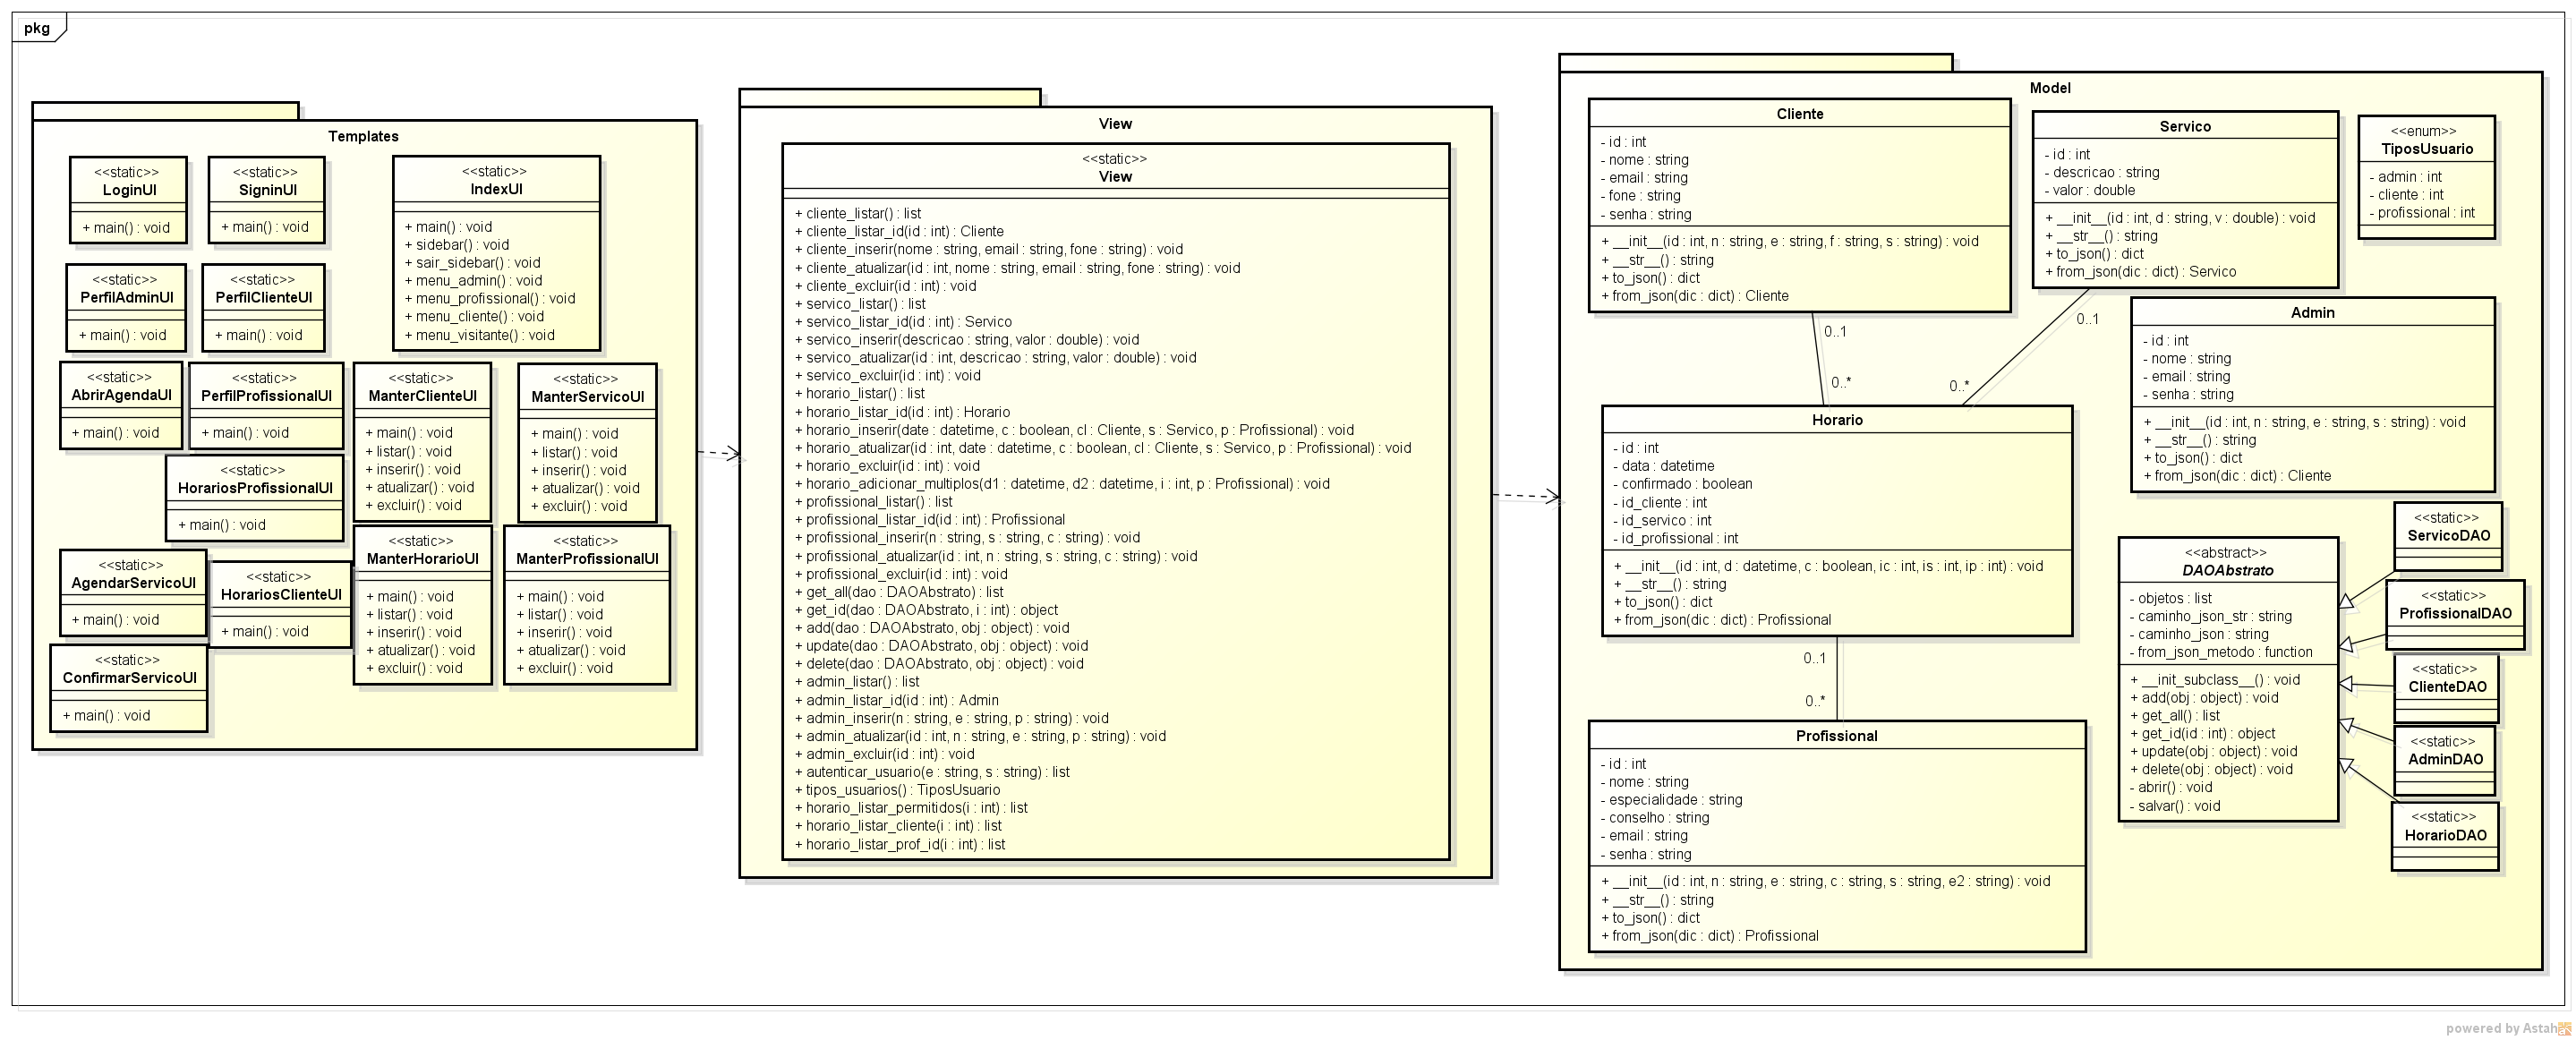 pkg
Templates
<<static>>
LoginUI
+ main() : void
<<static>>
SigninUI
+ main() : void
<<static>>
IndexUI
+ main() : void
+ sidebar() : void
+ sair_sidebar() : void
+ menu_admin() : void
+ menu_profissional() : void
+ menu_cliente() : void
+ menu_visitante() : void
<<static>>
PerfilAdminUI
+ main() : void
<<static>>
PerfilClienteUI
+ main() : void
<<static>>
AbrirAgendaUI
+ main() : void
<<static>>
PerfilProfissionalUI
+ main() : void
<<static>>
ManterClienteUI
+ main() : void
+ listar() : void
+ inserir() : void
+ atualizar() : void
+ excluir() : void
<<static>>
ManterServicoUI
+ main() : void
+ listar() : void
+ inserir() : void
+ atualizar() : void
+ excluir() : void
<<static>>
HorariosProfissionalUI
+ main() : void
<<static>>
AgendarServicoUI
+ main() : void
<<static>>
HorariosClienteUI
+ main() : void
<<static>>
ManterHorarioUI
+ main() : void
+ listar() : void
+ inserir() : void
+ atualizar() : void
+ excluir() : void
<<static>>
ManterProfissionalUI
+ main() : void
+ listar() : void
+ inserir() : void
+ atualizar() : void
+ excluir() : void
<<static>>
ConfirmarServicoUI
+ main() : void
View
<<static>>
View
+ cliente_listar() : list
+ cliente_listar_id(id : int) : Cliente
+ cliente_inserir(nome : string, email : string, fone : string) : void
+ cliente_atualizar(id : int, nome : string, email : string, fone : string) : void
+ cliente_excluir(id : int) : void
+ servico_listar() : list
+ servico_listar_id(id : int) : Servico
+ servico_inserir(descricao : string, valor : double) : void
+ servico_atualizar(id : int, descricao : string, valor : double) : void
+ servico_excluir(id : int) : void
+ horario_listar() : list
+ horario_listar_id(id : int) : Horario
+ horario_inserir(date : datetime, c : boolean, cl : Cliente, s : Servico, p : Profissional) : void
+ horario_atualizar(id : int, date : datetime, c : boolean, cl : Cliente, s : Servico, p : Profissional) : void
+ horario_excluir(id : int) : void
+ horario_adicionar_multiplos(d1 : datetime, d2 : datetime, i : int, p : Profissional) : void
+ profissional_listar() : list
+ profissional_listar_id(id : int) : Profissional
+ profissional_inserir(n : string, s : string, c : string) : void
+ profissional_atualizar(id : int, n : string, s : string, c : string) : void
+ profissional_excluir(id : int) : void
+ get_all(dao : DAOAbstrato) : list
+ get_id(dao : DAOAbstrato, i : int) : object
+ add(dao : DAOAbstrato, obj : object) : void
+ update(dao : DAOAbstrato, obj : object) : void
+ delete(dao : DAOAbstrato, obj : object) : void
+ admin_listar() : list
+ admin_listar_id(id : int) : Admin
+ admin_inserir(n : string, e : string, p : string) : void
+ admin_atualizar(id : int, n : string, e : string, p : string) : void
+ admin_excluir(id : int) : void
+ autenticar_usuario(e : string, s : string) : list
+ tipos_usuarios() : TiposUsuario
+ horario_listar_permitidos(i : int) : list
+ horario_listar_cliente(i : int) : list
+ horario_listar_prof_id(i : int) : list
Model
Cliente
- id : int
- nome : string
- email : string
- fone : string
- senha : string
+ __init__(id : int, n : string, e : string, f : string, s : string) : void
+ __str__() : string
+ to_json() : dict
+ from_json(dic : dict) : Cliente
Servico
- id : int
- descricao : string
- valor : double
+ __init__(id : int, d : string, v : double) : void
+ __str__() : string
+ to_json() : dict
+ from_json(dic : dict) : Servico
<<enum>>
TiposUsuario
- admin : int
- cliente : int
- profissional : int
0..1
0..*
0..1
0..*
Admin
- id : int
- nome : string
- email : string
- senha : string
+ __init__(id : int, n : string, e : string, s : string) : void
+ __str__() : string
+ to_json() : dict
+ from_json(dic : dict) : Cliente
Horario
- id : int
- data : datetime
- confirmado : boolean
- id_cliente : int
- id_servico : int
- id_profissional : int
+ __init__(id : int, d : datetime, c : boolean, ic : int, is : int, ip : int) : void
+ __str__() : string
+ to_json() : dict
+ from_json(dic : dict) : Profissional
0..1
0..*
Profissional
- id : int
- nome : string
- especialidade : string
- conselho : string
- email : string
- senha : string
+ __init__(id : int, n : string, e : string, c : string, s : string, e2 : string) : void
+ __str__() : string
+ to_json() : dict
+ from_json(dic : dict) : Profissional
<<abstract>>
DAOAbstrato
- objetos : list
- caminho_json_str : string
- caminho_json : string
- from_json_metodo : function
+ __init_subclass__() : void
+ add(obj : object) : void
+ get_all() : list
+ get_id(id : int) : object
+ update(obj : object) : void
+ delete(obj : object) : void
- abrir() : void
- salvar() : void
<<static>>
ServicoDAO
<<static>>
ProfissionalDAO
<<static>>
ClienteDAO
<<static>>
AdminDAO
<<static>>
HorarioDAO
powered by Astah